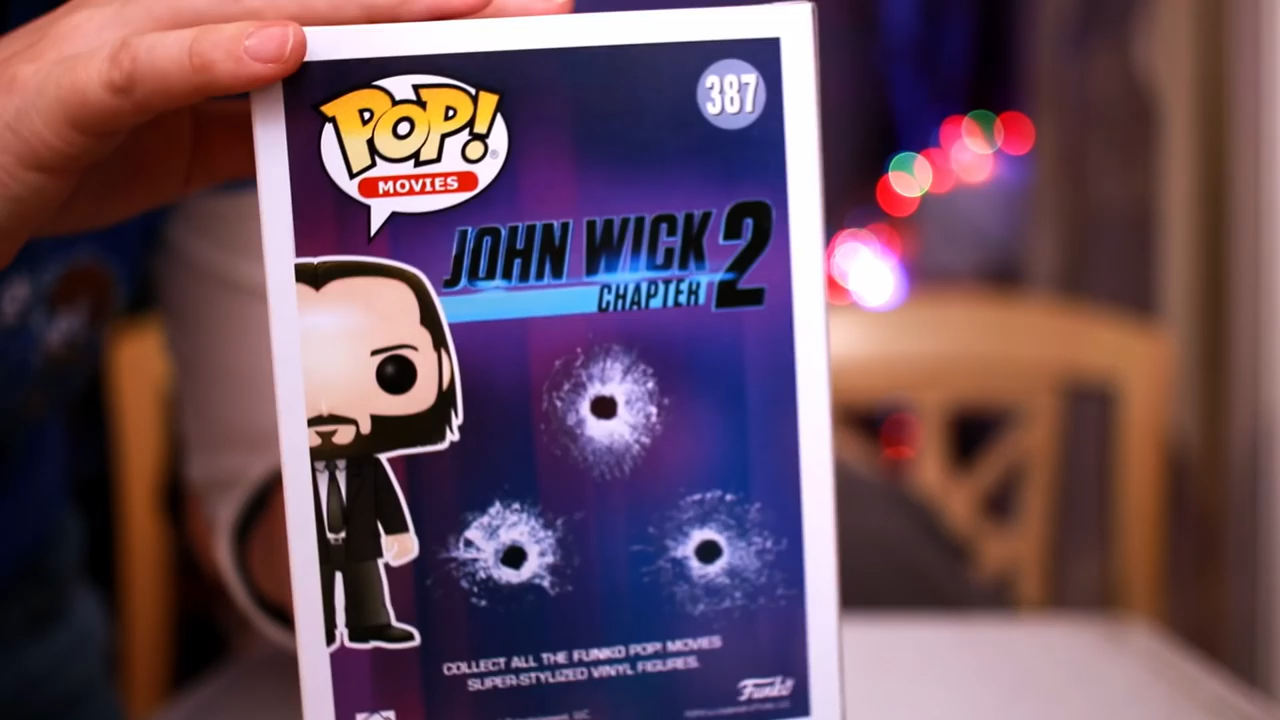 POP!
MOVIES
387
JOHN WICK
CHAPTER 2
COLLECT ALL THE FUNKO POP! MOVIES
SUPER-STYLIZED VINYL FIGURES.
Funko